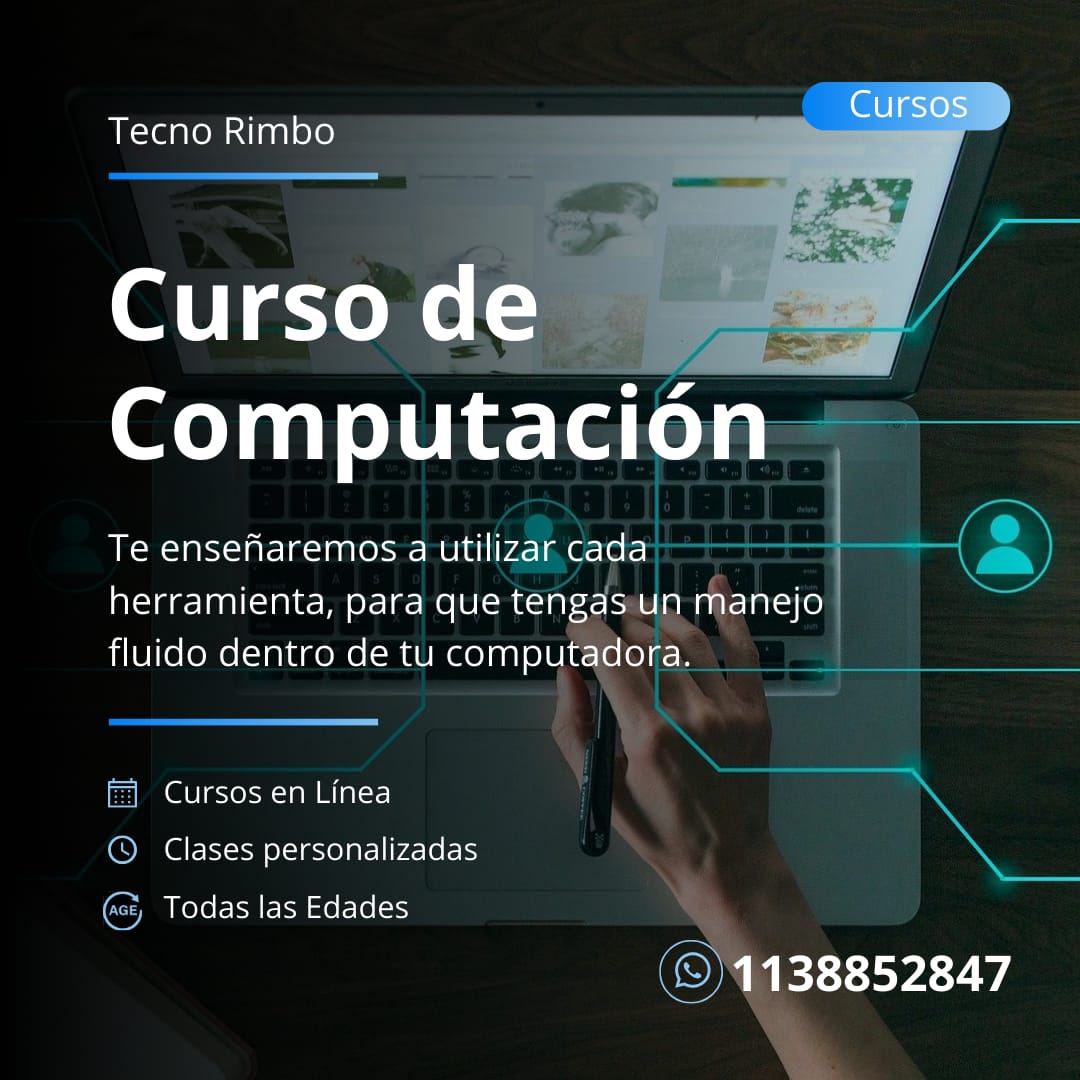 Cursos
Tecno Rimbo
Curso de
Computación
Te enseñaremos a utilizar cada
herramienta, para que tengas un manejo
fluido dentro de tu computadora.
Cursos en Línea
Clases personalizadas
AGE
Todas las Edades
1138852847